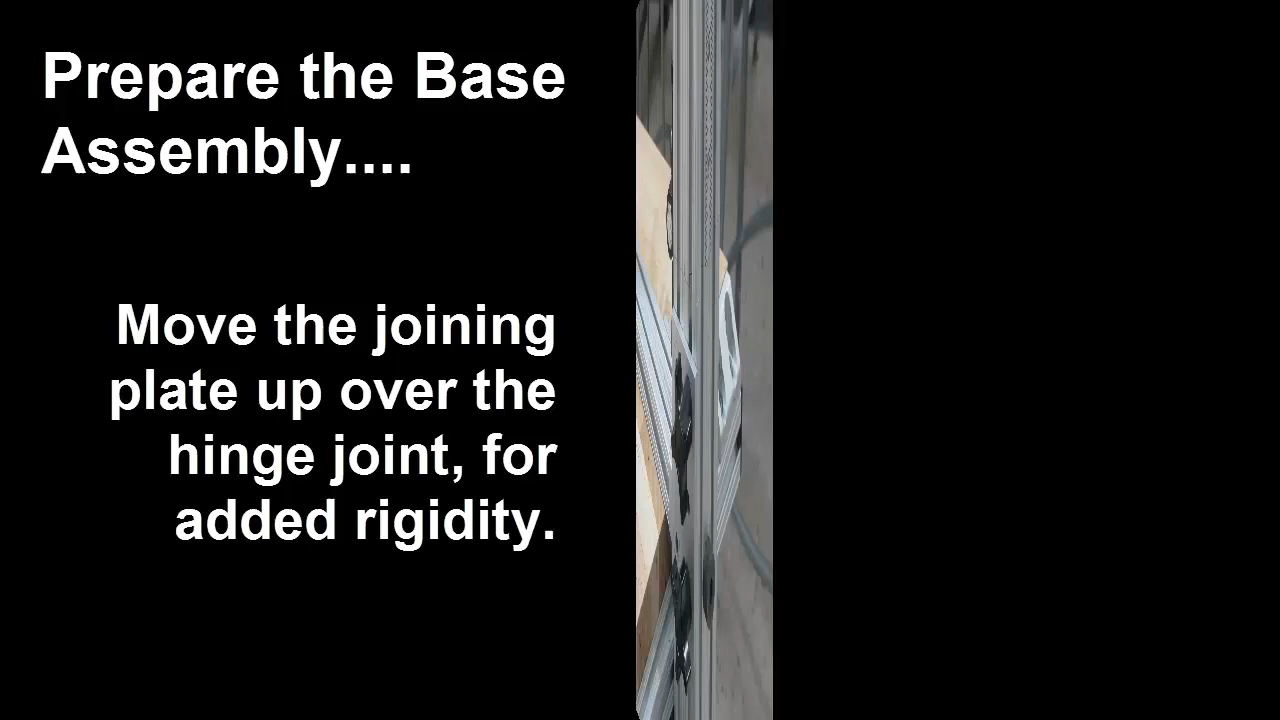 Prepare the Base
Assembly....
Move the joining
plate up over the
hinge joint, for
added rigidity.